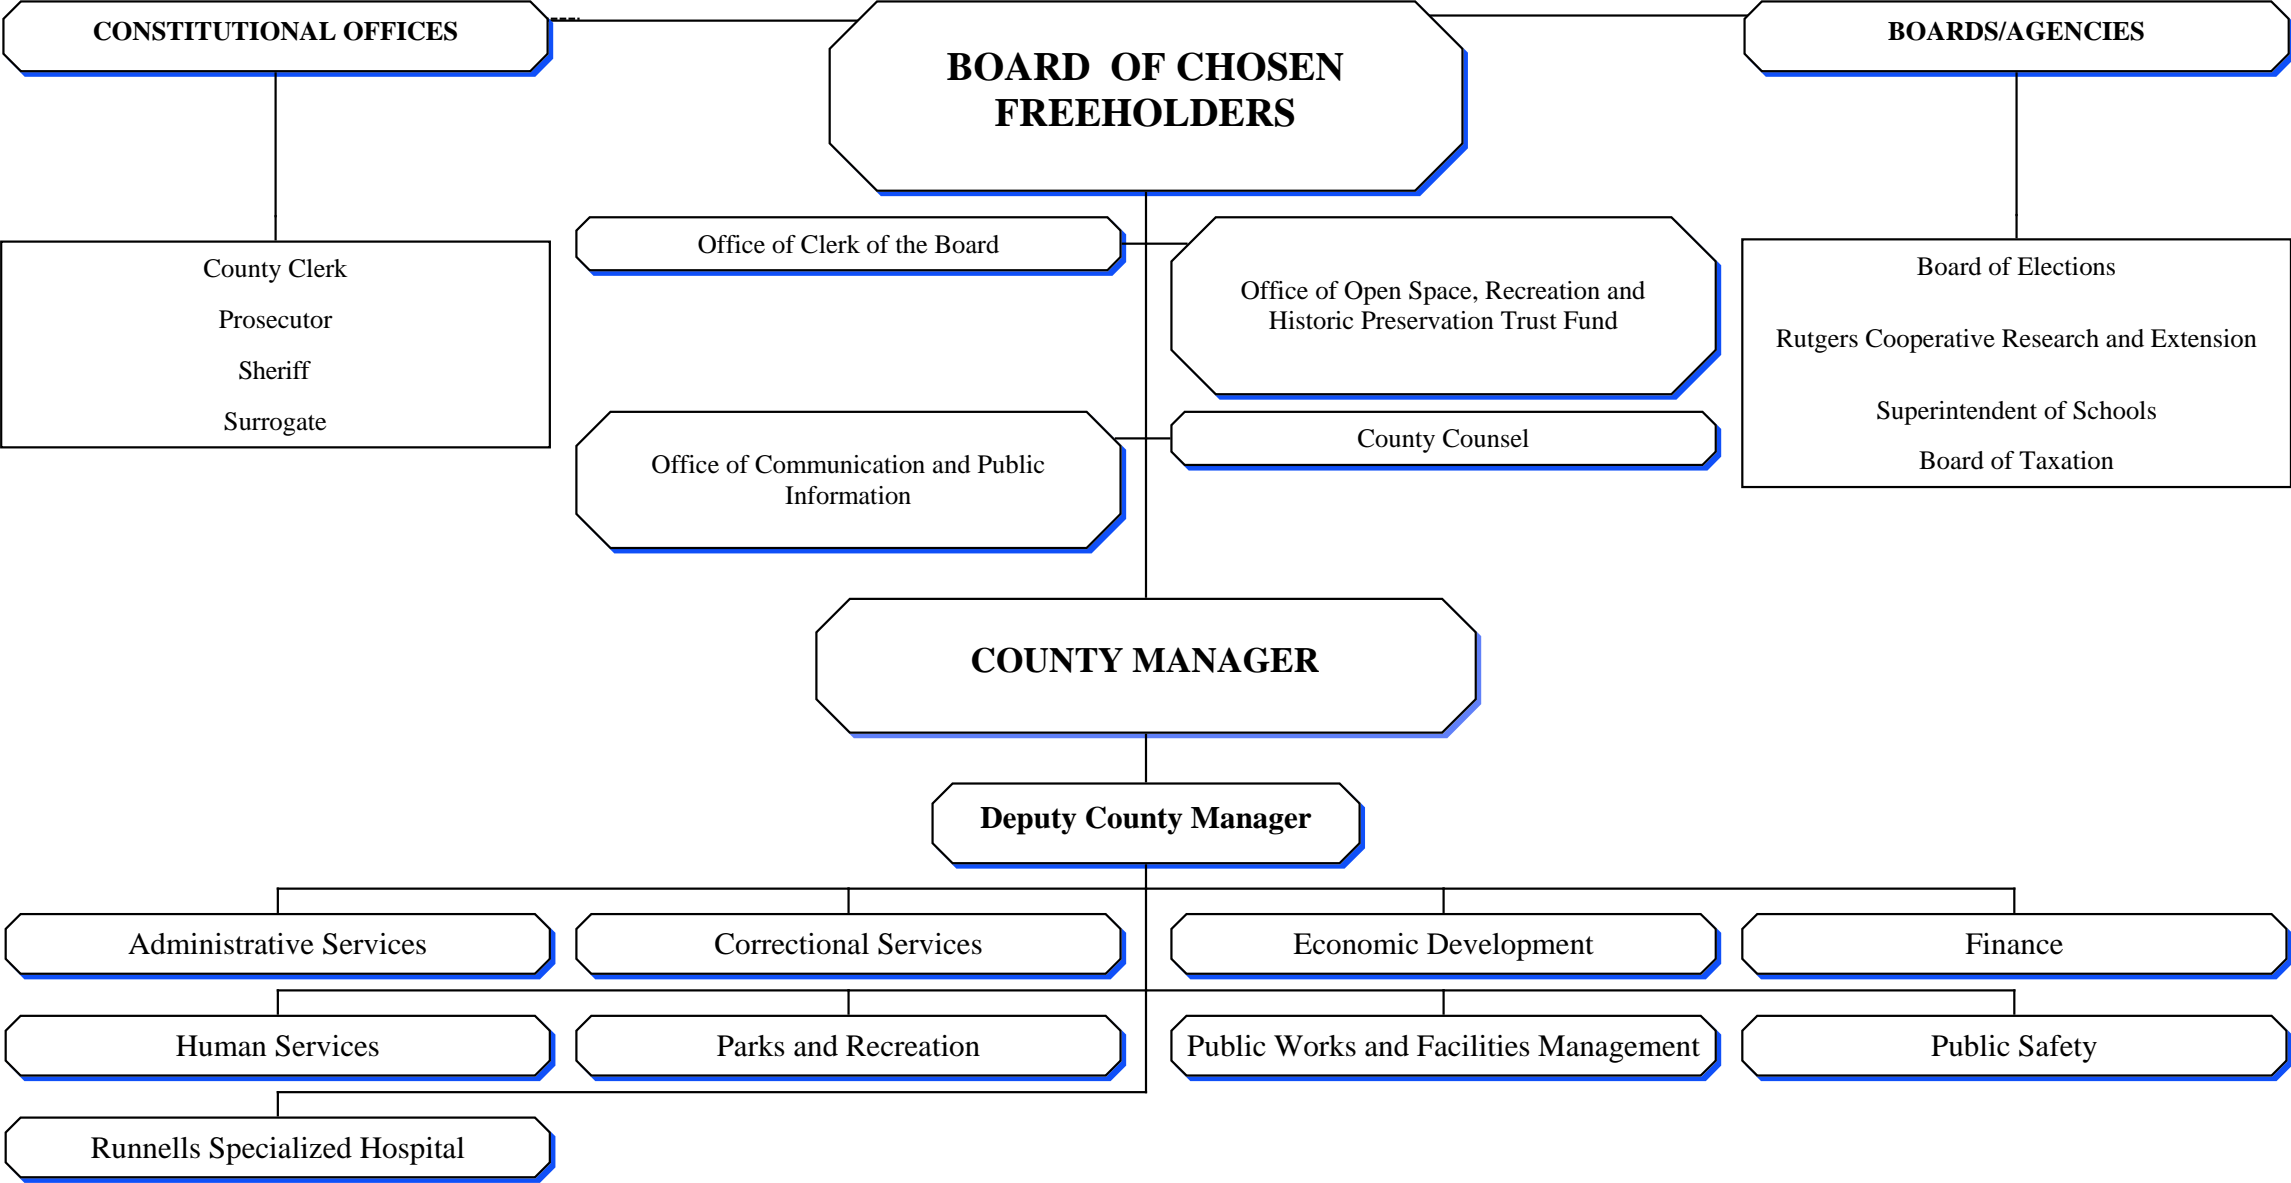 CONSTITUTIONAL OFFICES
BOARD OF CHOSEN
FREEHOLDERS
BOARDS/AGENCIES
County Clerk
Prosecutor
Sheriff
Surrogate
Office of Clerk of the Board
Office of Open Space, Recreation and
Historic Preservation Trust Fund
Office of Communication and Public
Information
County Counsel
Board of Elections
Rutgers Cooperative Research and Extension
Superintendent of Schools
Board of Taxation
COUNTY MANAGER
Deputy County Manager
Administrative Services
Correctional Services
Economic Development
Finance
Human Services
Parks and Recreation
Public Works and Facilities Management
Public Safety
Runnells Specialized Hospital